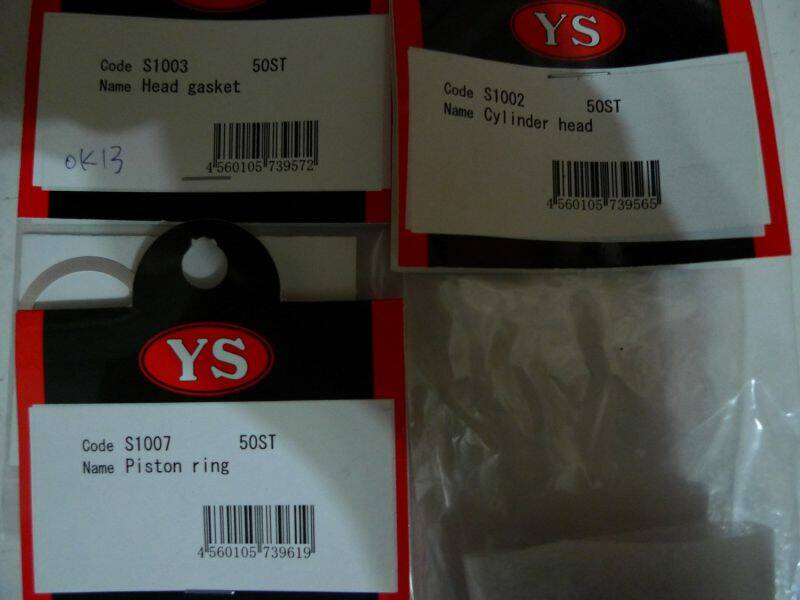 Code S1003 50ST
Name Head gasket
OK13
4 560105 739572
YS
Code S1002 50ST
Name Cylinder head
4 560105 739565
YS
Code S1007 50ST
Name Piston ring
4 560105 739619